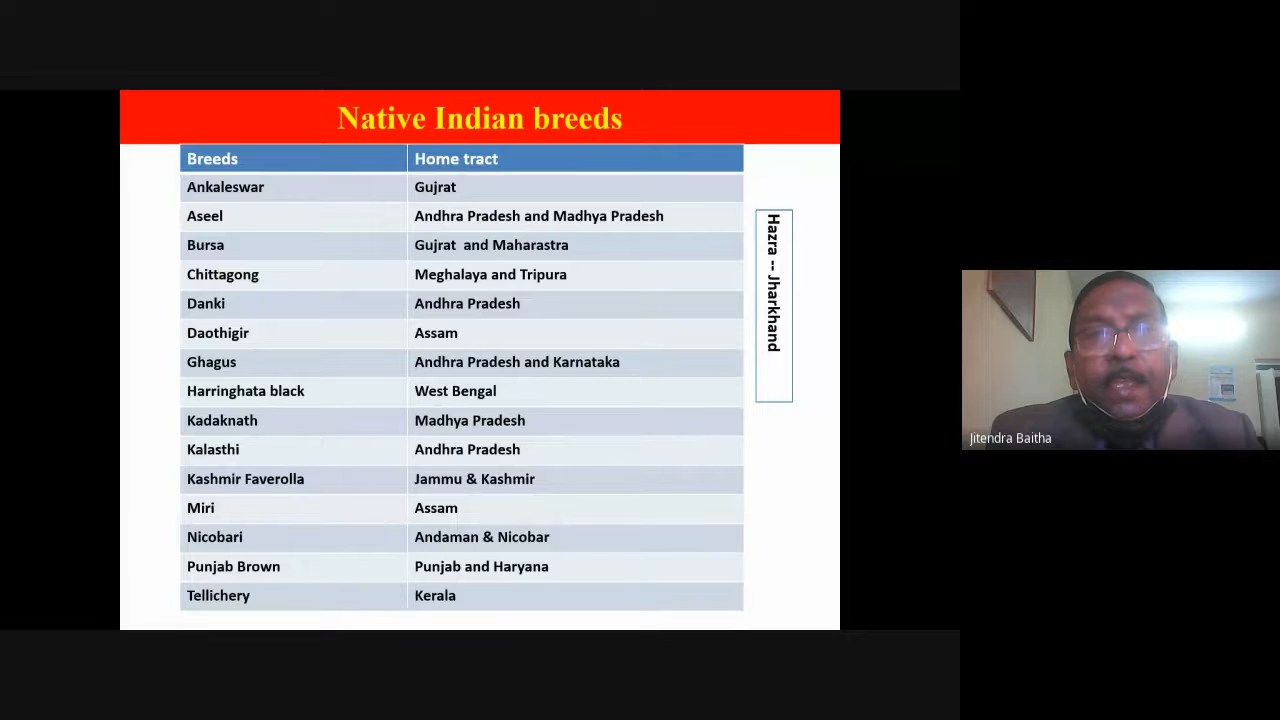 Native Indian breeds
Breeds Home tract
Ankaleswar Gujrat
Aseel Andhra Pradesh and Madhya Pradesh
Bursa Gujrat and Maharastra
Chittagong Meghalaya and Tripura
Danki Andhra Pradesh
Daothigir Assam
Ghagus Andhra Pradesh and Karnataka
Harringhata black West Bengal
Kadaknath Madhya Pradesh
Kalasthi Andhra Pradesh
Kashmir Faverolla Jammu & Kashmir
Miri Assam
Nicobari Andaman & Nicobar
Punjab Brown Punjab and Haryana
Tellichery Kerala
Hazra -- Jharkhand
Jitendra Baitha